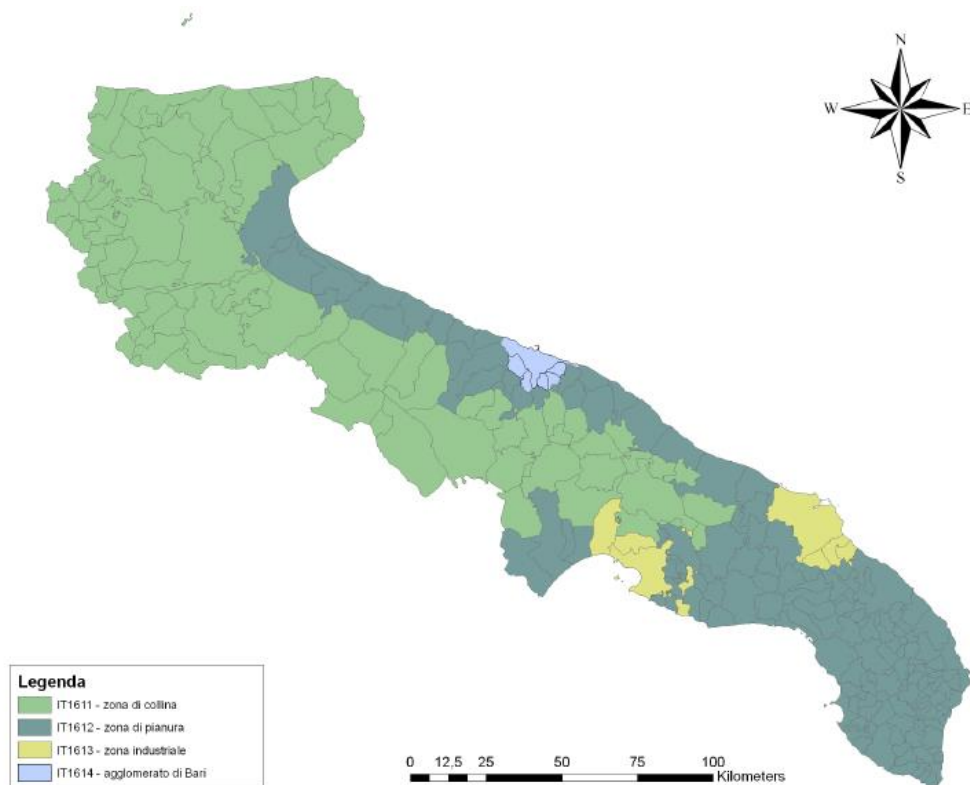 N
W E
S
Legenda
IT1611 - zona di collina
IT1612 - zona di pianura
IT1613 - zona industriale
IT1614 - agglomerato di Bari
0 12,5 25 50 75 100
Kilometers